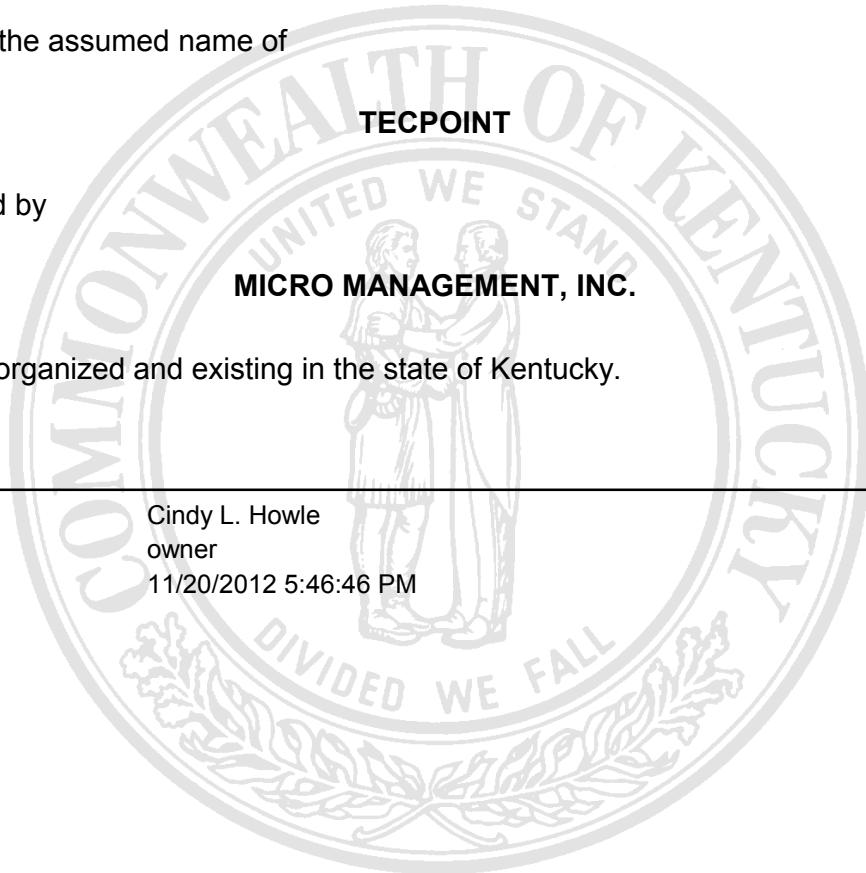 the assumed name of
TECPOINT
d by
MICRO MANAGEMENT, INC.
organized and existing in the state of Kentucky.
Cindy L. Howle
owner
11/20/2012 5:46:46 PM
COMMONWEALTH OF KENTUCKY
UNITED WE STAND
DIVIDED WE FALL